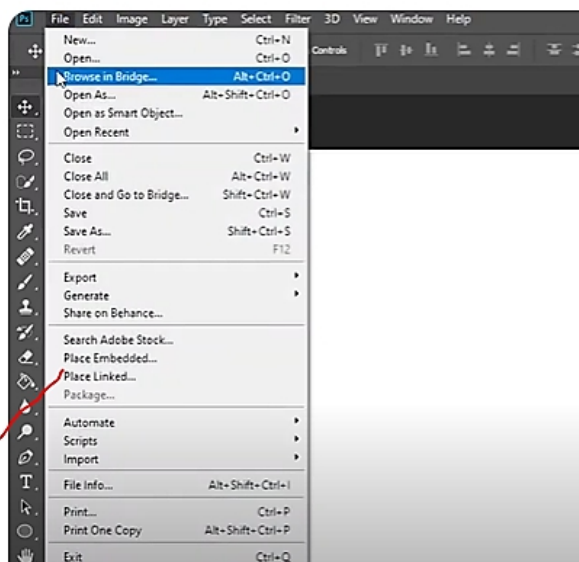 Ps File Edit Image Layer Type Select Filter 3D View Window Help
New... Ctrl+N
Controls
Open... Ctrl+O
Browse in Bridge... Alt+Ctrl+O
Open As... Alt+Shift+Ctrl+O
Open as Smart Object...
Open Recent
Close Ctrl+W
Close All Alt+Ctrl+W
Close and Go to Bridge... Shift+Ctrl+W
Save Ctrl+S
Save As... Shift+Ctrl+S
Revert F12
Export
Generate
Share on Behance...
Search Adobe Stock...
Place Embedded...
Place Linked...
Package...
Automate
Scripts
Import
File Info... Alt+Shift+Ctrl+I
Print... Ctrl+P
Print One Copy Alt+Shift+Ctrl+P
Exit Ctrl+Q